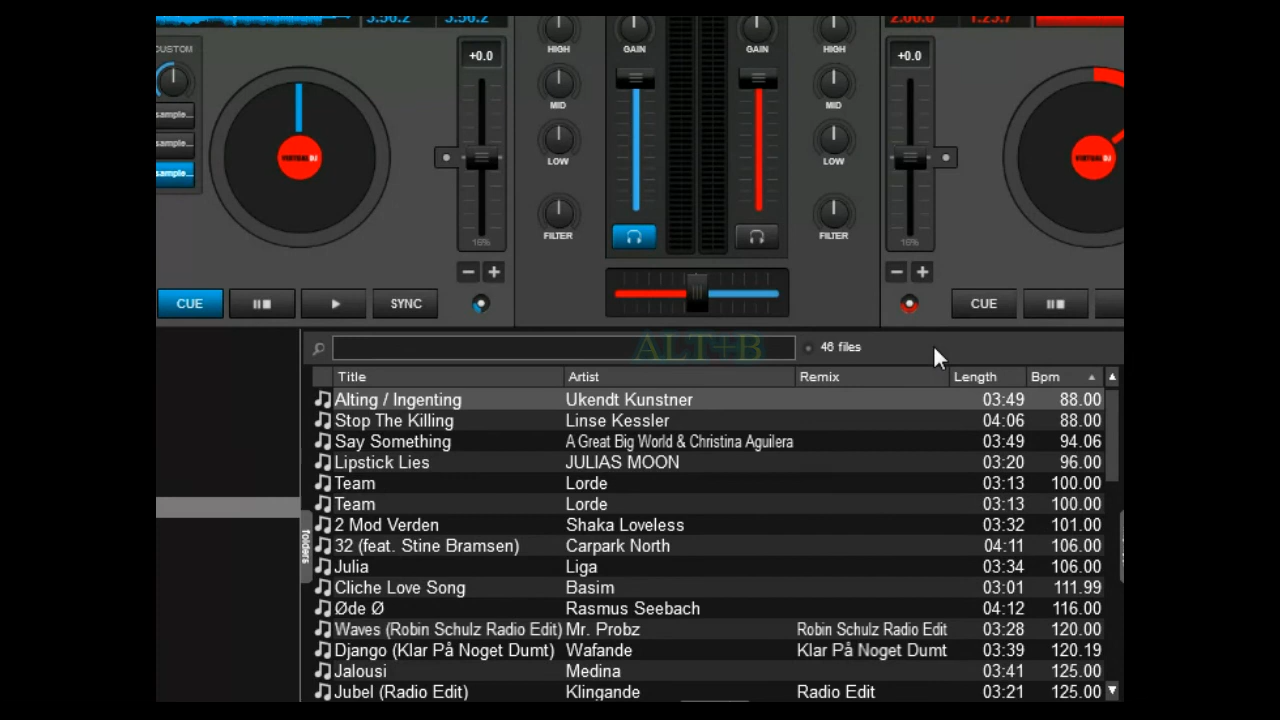 3:56.2 3:56.2 2:00.0 1:23.7
CUSTOM +0.0 HIGH GAIN GAIN HIGH +0.0
MID MID
sample...
sample...
LOW LOW
VIRTUAL DJ VIRTUAL DJ
sample...
FILTER FILTER
16% 16%
− + − +
CUE SYNC CUE
ALT+B 46 files
Title Artist Remix Length Bpm
Alting / Ingenting Ukendt Kunstner 03:49 88.00
Stop The Killing Linse Kessler 04:06 88.00
Say Something A Great Big World & Christina Aguilera 03:49 94.06
Lipstick Lies JULIAS MOON 03:20 96.00
Team Lorde 03:13 100.00
Team Lorde 03:13 100.00
2 Mod Verden Shaka Loveless 03:32 101.00
32 (feat. Stine Bramsen) Carpark North 04:11 106.00
folders
Julia Liga 03:34 106.00
Cliche Love Song Basim 03:01 111.99
Øde Ø Rasmus Seebach 04:12 116.00
Waves (Robin Schulz Radio Edit) Mr. Probz Robin Schulz Radio Edit 03:28 120.00
Django (Klar På Noget Dumt) Wafande Klar På Noget Dumt 03:39 120.19
Jalousi Medina 03:41 125.00
Jubel (Radio Edit) Klingande Radio Edit 03:21 125.00